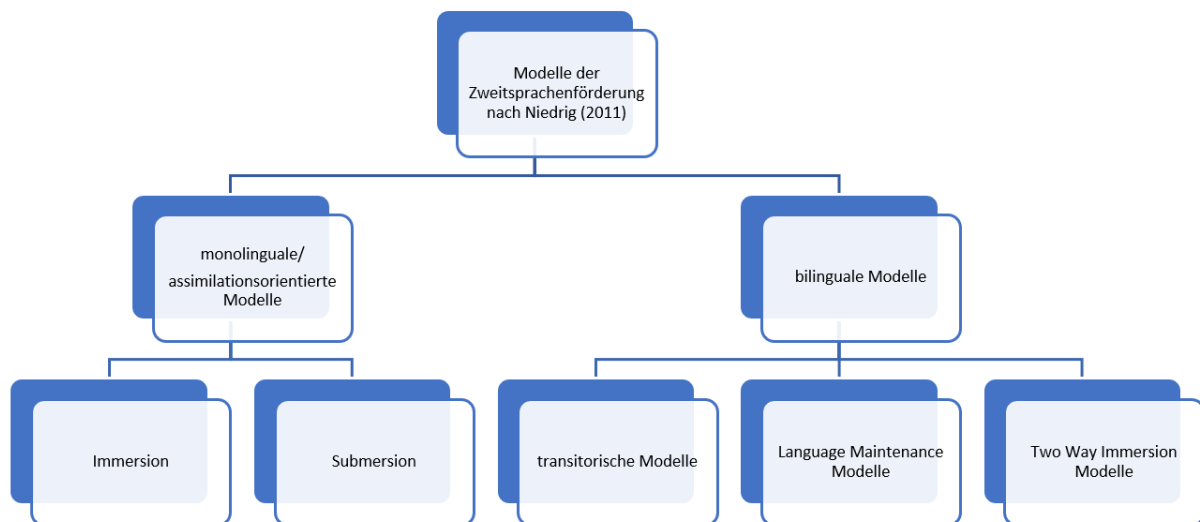 Modelle der
Zweitsprachenförderung
nach Niedrig (2011)
monolinguale/
assimilationsorientierte
Modelle
bilinguale Modelle
Immersion
Submersion
transitorische Modelle
Language Maintenance
Modelle
Two Way Immersion
Modelle